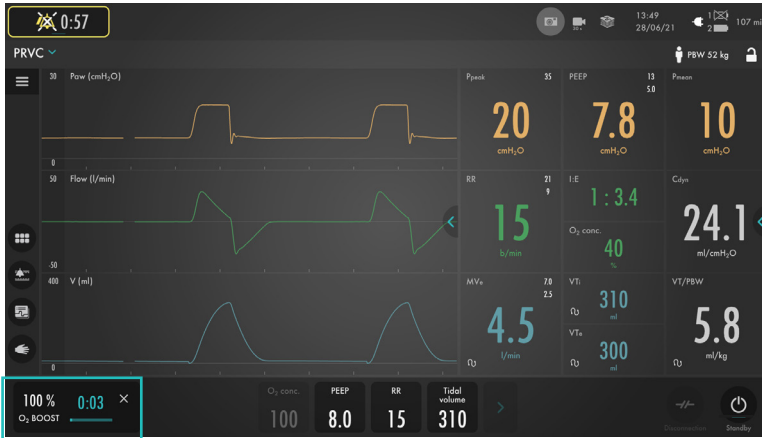 0:57
13:49
28/06/21
1
2
107 mi
PRVC
PBW 52 kg
30 Paw (cmH₂O)
0
Ppeak 35
20
cmH₂O
PEEP 13
5.0
7.8
cmH₂O
Pmean
10
cmH₂O
50 Flow (l/min)
-50
RR 21
9
15
b/min
I:E
1 : 3.4
O₂ conc.
40
%
Cdyn
24.1
ml/cmH₂O
400 V (ml)
0
MVe 7.0
2.5
4.5
l/min
VTi
310
ml
VTe
300
ml
VT/PBW
5.8
ml/kg
100 % 0:03 ×
O₂ BOOST
O₂ conc.
100
PEEP
8.0
RR
15
Tidal
volume
310
Disconnection
Standby